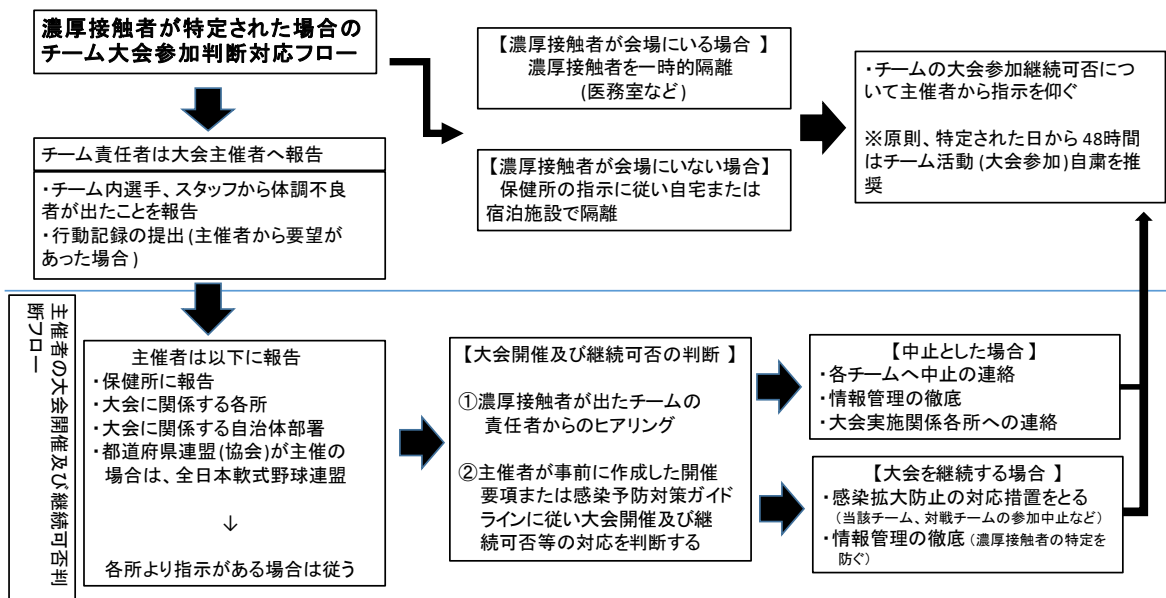 濃厚接触者が特定された場合の
チーム大会参加判断対応フロー
チーム責任者は大会主催者へ報告
・チーム内選手、スタッフから体調不良
者が出たことを報告
・行動記録の提出(主催者から要望が
あった場合)
【濃厚接触者が会場にいる場合 】
濃厚接触者を一時的隔離
(医務室など)
【濃厚接触者が会場にいない場合】
保健所の指示に従い自宅または
宿泊施設で隔離
・チームの大会参加継続可否につ
いて主催者から指示を仰ぐ
※原則、特定された日から 48時間
はチーム活動 (大会参加)自粛を推
奨
主催者の大会開催及び継続可否判
断フロー
主催者は以下に報告
・保健所に報告
・大会に関係する各所
・大会に関係する自治体部署
・都道府県連盟(協会)が主催の
場合は、全日本軟式野球連盟
↓
各所より指示がある場合は従う
【大会開催及び継続可否の判断 】
①濃厚接触者が出たチームの
責任者からのヒアリング
②主催者が事前に作成した開催
要項または感染予防対策ガイド
ラインに従い大会開催及び継
続可否等の対応を判断する
【中止とした場合 】
・各チームへ中止の連絡
・情報管理の徹底
・大会実施関係各所への連絡
【大会を継続する場合 】
・感染拡大防止の対応措置をとる
(当該チーム、対戦チームの参加中止など)
・情報管理の徹底 (濃厚接触者の特定を
防ぐ)